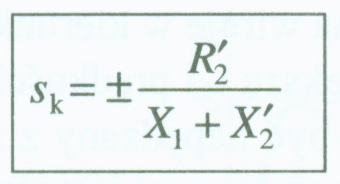 s_k = ± R′_2 / (X_1 + X′_2)